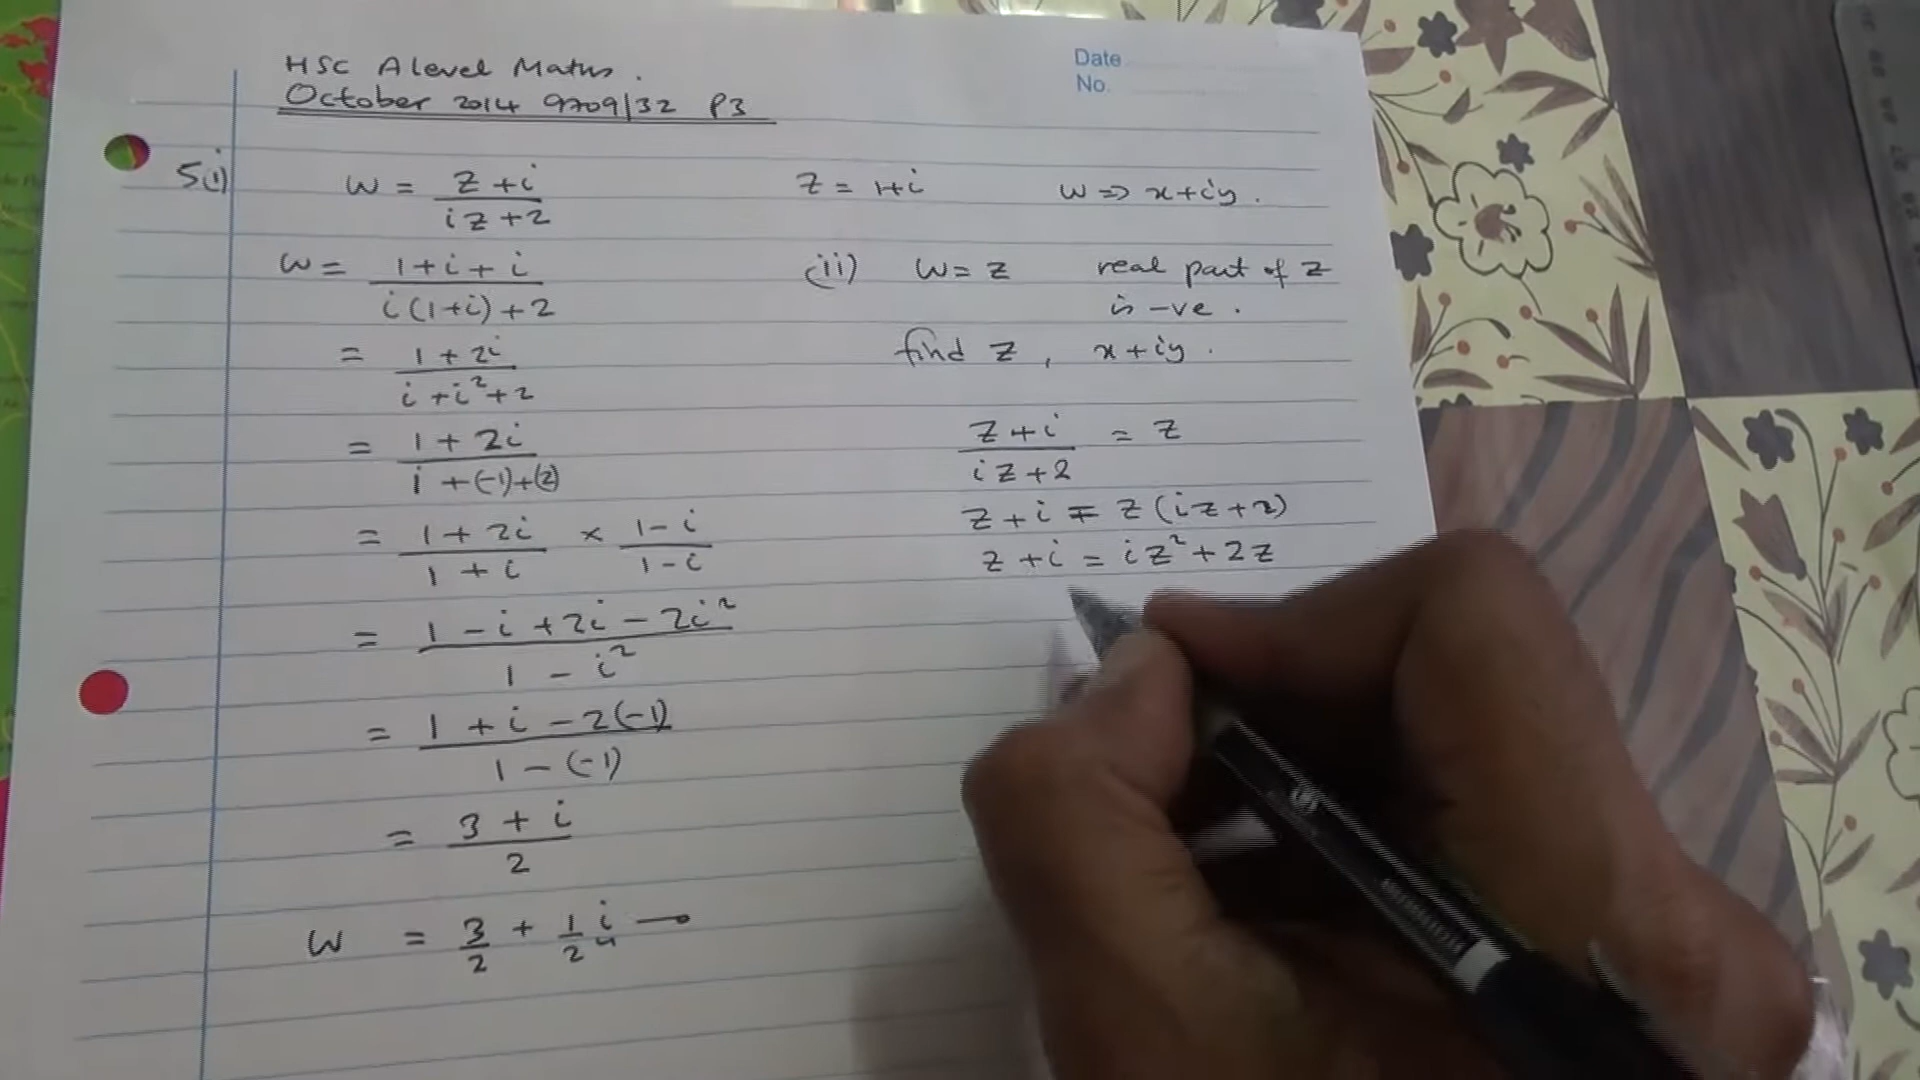 HSC A level Maths.
October 2014 9709/32 P3
Date
No.
5(i) w = (z + i)/(iz + 2)
z = 1+i
w => x+iy.
w = (1 + i + i)/(i(1+i) + 2)
= (1 + 2i)/(i + i² + 2)
= (1 + 2i)/(i + (-1) + (2))
= (1 + 2i)/(1 + i) × (1 - i)/(1 - i)
= (1 - i + 2i - 2i²)/(1 - i²)
= (1 + i - 2(-1))/(1 - (-1))
= (3 + i)/2
w = 3/2 + 1/2 i
(ii) w = z real part of z
is -ve.
find z, x + iy.
(z + i)/(iz + 2) = z
z + i = z(iz + 2)
z + i = iz² + 2z